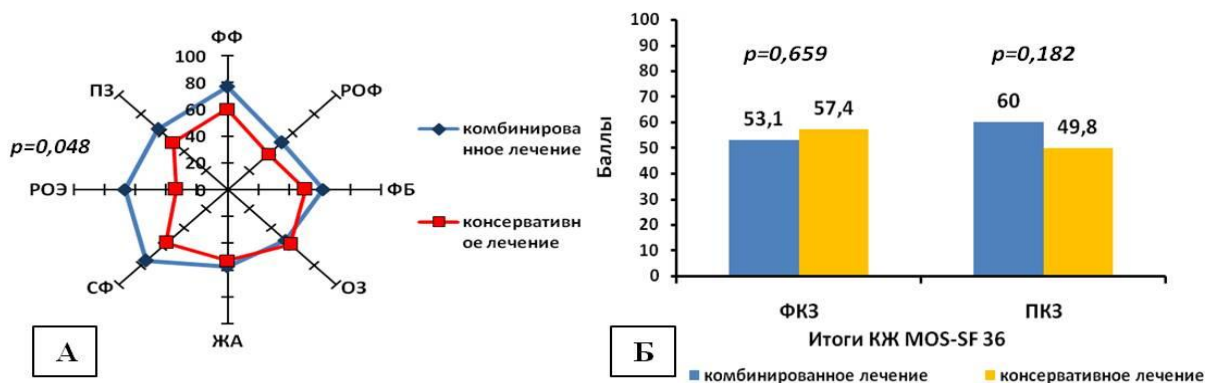 ФФ
100
80
60
40
20
0
РОФ
ФБ
ОЗ
ЖА
СФ
РОЭ
ПЗ
p=0,048
комбинирова
нное лечение
консервативн
ое лечение
А
100
90
80
70
60
50
40
30
20
10
0
Баллы
p=0,659
p=0,182
53,1
57,4
60
49,8
ФКЗ
ПКЗ
Итоги КЖ MOS-SF 36
комбинированное лечение
консервативное лечение
Б